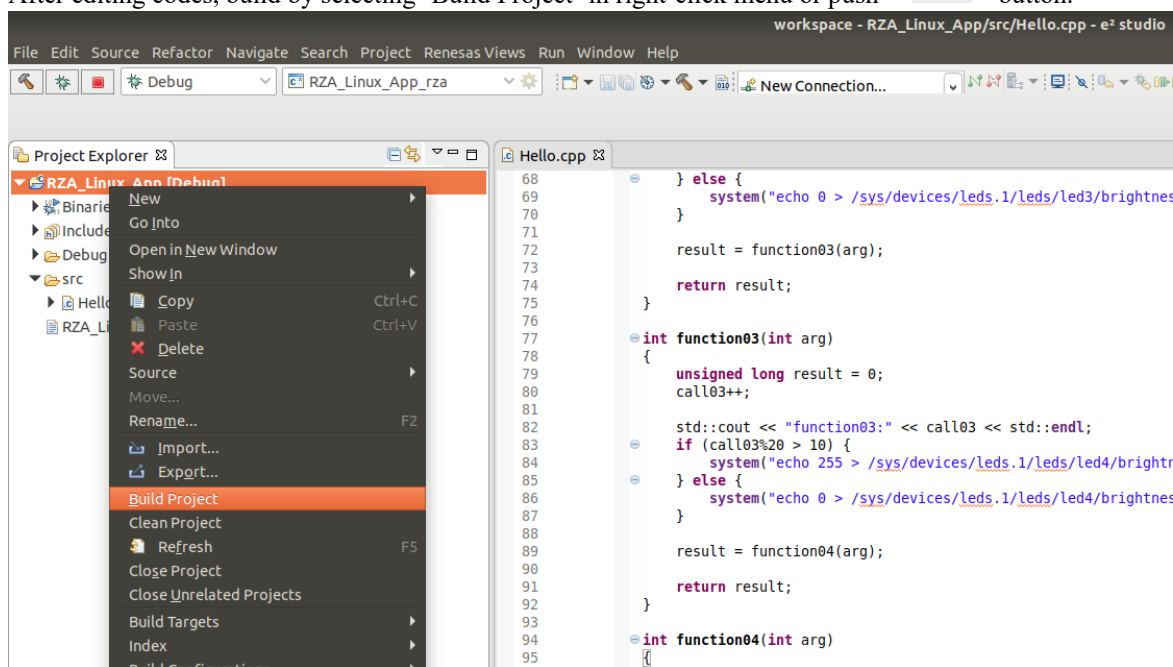 After editing codes, build by selecting "Build Project" in right-click menu or push " " button.
workspace - RZA_Linux_App/src/Hello.cpp - e² studio
File Edit Source Refactor Navigate Search Project Renesas Views Run Window Help
Debug RZA_Linux_App_rza New Connection...
Project Explorer
RZA_Linux_App [Debug]
Binarie
Include
Debug
src
Hello
RZA_Li
New
Go Into
Open in New Window
Show In
Copy Ctrl+C
Paste Ctrl+V
Delete
Source
Move...
Rename... F2
Import...
Export...
Build Project
Clean Project
Refresh F5
Close Project
Close Unrelated Projects
Build Targets
Index
Build Configurations
Hello.cpp
68 } else {
69 system("echo 0 > /sys/devices/leds.1/leds/led3/brightnes
70 }
71
72 result = function03(arg);
73
74 return result;
75 }
76
77 int function03(int arg)
78 {
79 unsigned long result = 0;
80 call03++;
81
82 std::cout << "function03:" << call03 << std::endl;
83 if (call03%20 > 10) {
84 system("echo 255 > /sys/devices/leds.1/leds/led4/brightn
85 } else {
86 system("echo 0 > /sys/devices/leds.1/leds/led4/brightnes
87 }
88
89 result = function04(arg);
90
91 return result;
92 }
93
94 int function04(int arg)
95 {